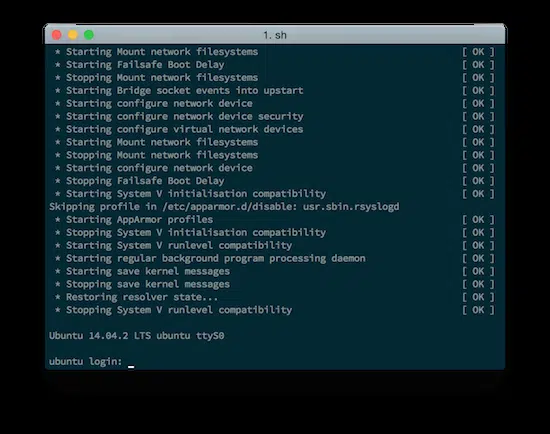 1. sh
* Starting Mount network filesystems [ OK ]
* Starting Failsafe Boot Delay [ OK ]
* Stopping Mount network filesystems [ OK ]
* Starting Bridge socket events into upstart [ OK ]
* Starting configure network device [ OK ]
* Starting configure network device security [ OK ]
* Starting configure virtual network devices [ OK ]
* Starting Mount network filesystems [ OK ]
* Stopping Mount network filesystems [ OK ]
* Starting configure network device [ OK ]
* Stopping Failsafe Boot Delay [ OK ]
* Starting System V initialisation compatibility [ OK ]
Skipping profile in /etc/apparmor.d/disable: usr.sbin.rsyslogd
* Starting AppArmor profiles [ OK ]
* Stopping System V initialisation compatibility [ OK ]
* Starting System V runlevel compatibility [ OK ]
* Starting regular background program processing daemon [ OK ]
* Starting save kernel messages [ OK ]
* Stopping save kernel messages [ OK ]
* Restoring resolver state... [ OK ]
* Stopping System V runlevel compatibility [ OK ]
Ubuntu 14.04.2 LTS ubuntu ttyS0
ubuntu login: _